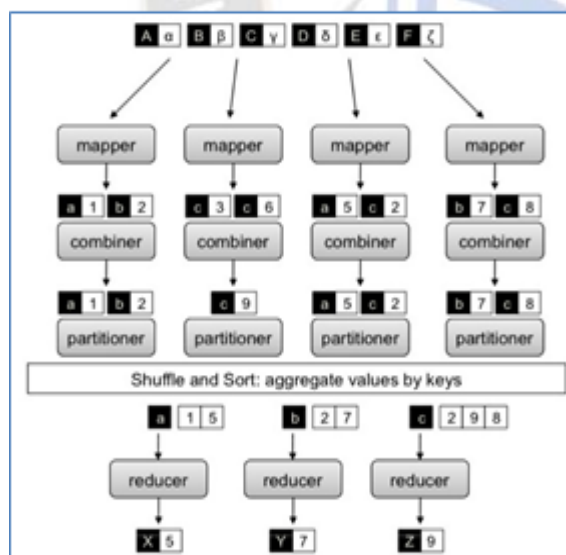 A α B β C γ D δ E ε F ζ
mapper mapper mapper mapper
a 1 b 2 c 3 c 6 a 5 c 2 b 7 c 8
combiner combiner combiner combiner
a 1 b 2 c 9 a 5 c 2 b 7 c 8
partitioner partitioner partitioner partitioner
Shuffle and Sort: aggregate values by keys
a 1 5 b 2 7 c 2 9 8
reducer reducer reducer
X 5 Y 7 Z 9